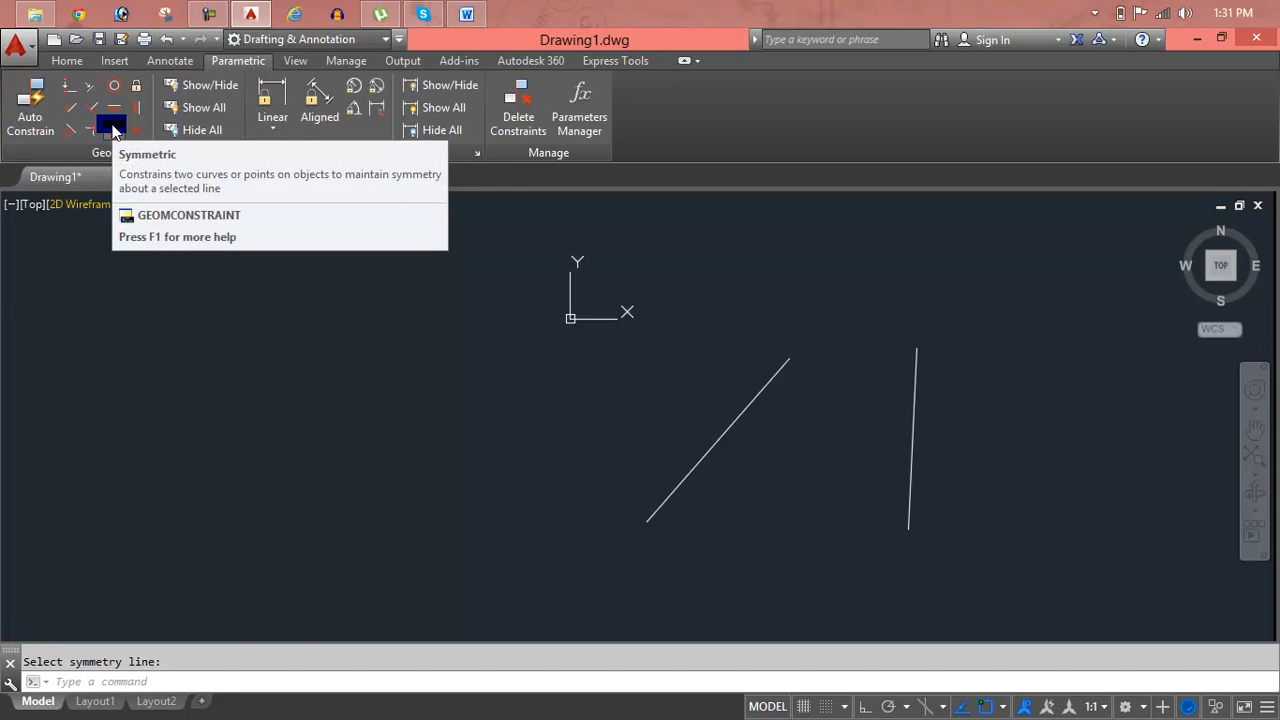 1:31 PM
Drafting & Annotation
Drawing1.dwg
Type a keyword or phrase
Sign In
Home
Insert
Annotate
Parametric
View
Manage
Output
Add-ins
Autodesk 360
Express Tools
Auto
Constrain
Show/Hide
Show All
Hide All
Linear
Aligned
Show/Hide
Show All
Hide All
Delete
Constraints
Parameters
Manager
Geo
Manage
Drawing1*
Symmetric
Constrains two curves or points on objects to maintain symmetry
about a selected line
GEOMCONSTRAINT
Press F1 for more help
[−][Top][2D Wirefram
Y
X
N
W
TOP
E
S
WCS
Select symmetry line:
Type a command
Model
Layout1
Layout2
MODEL
1:1